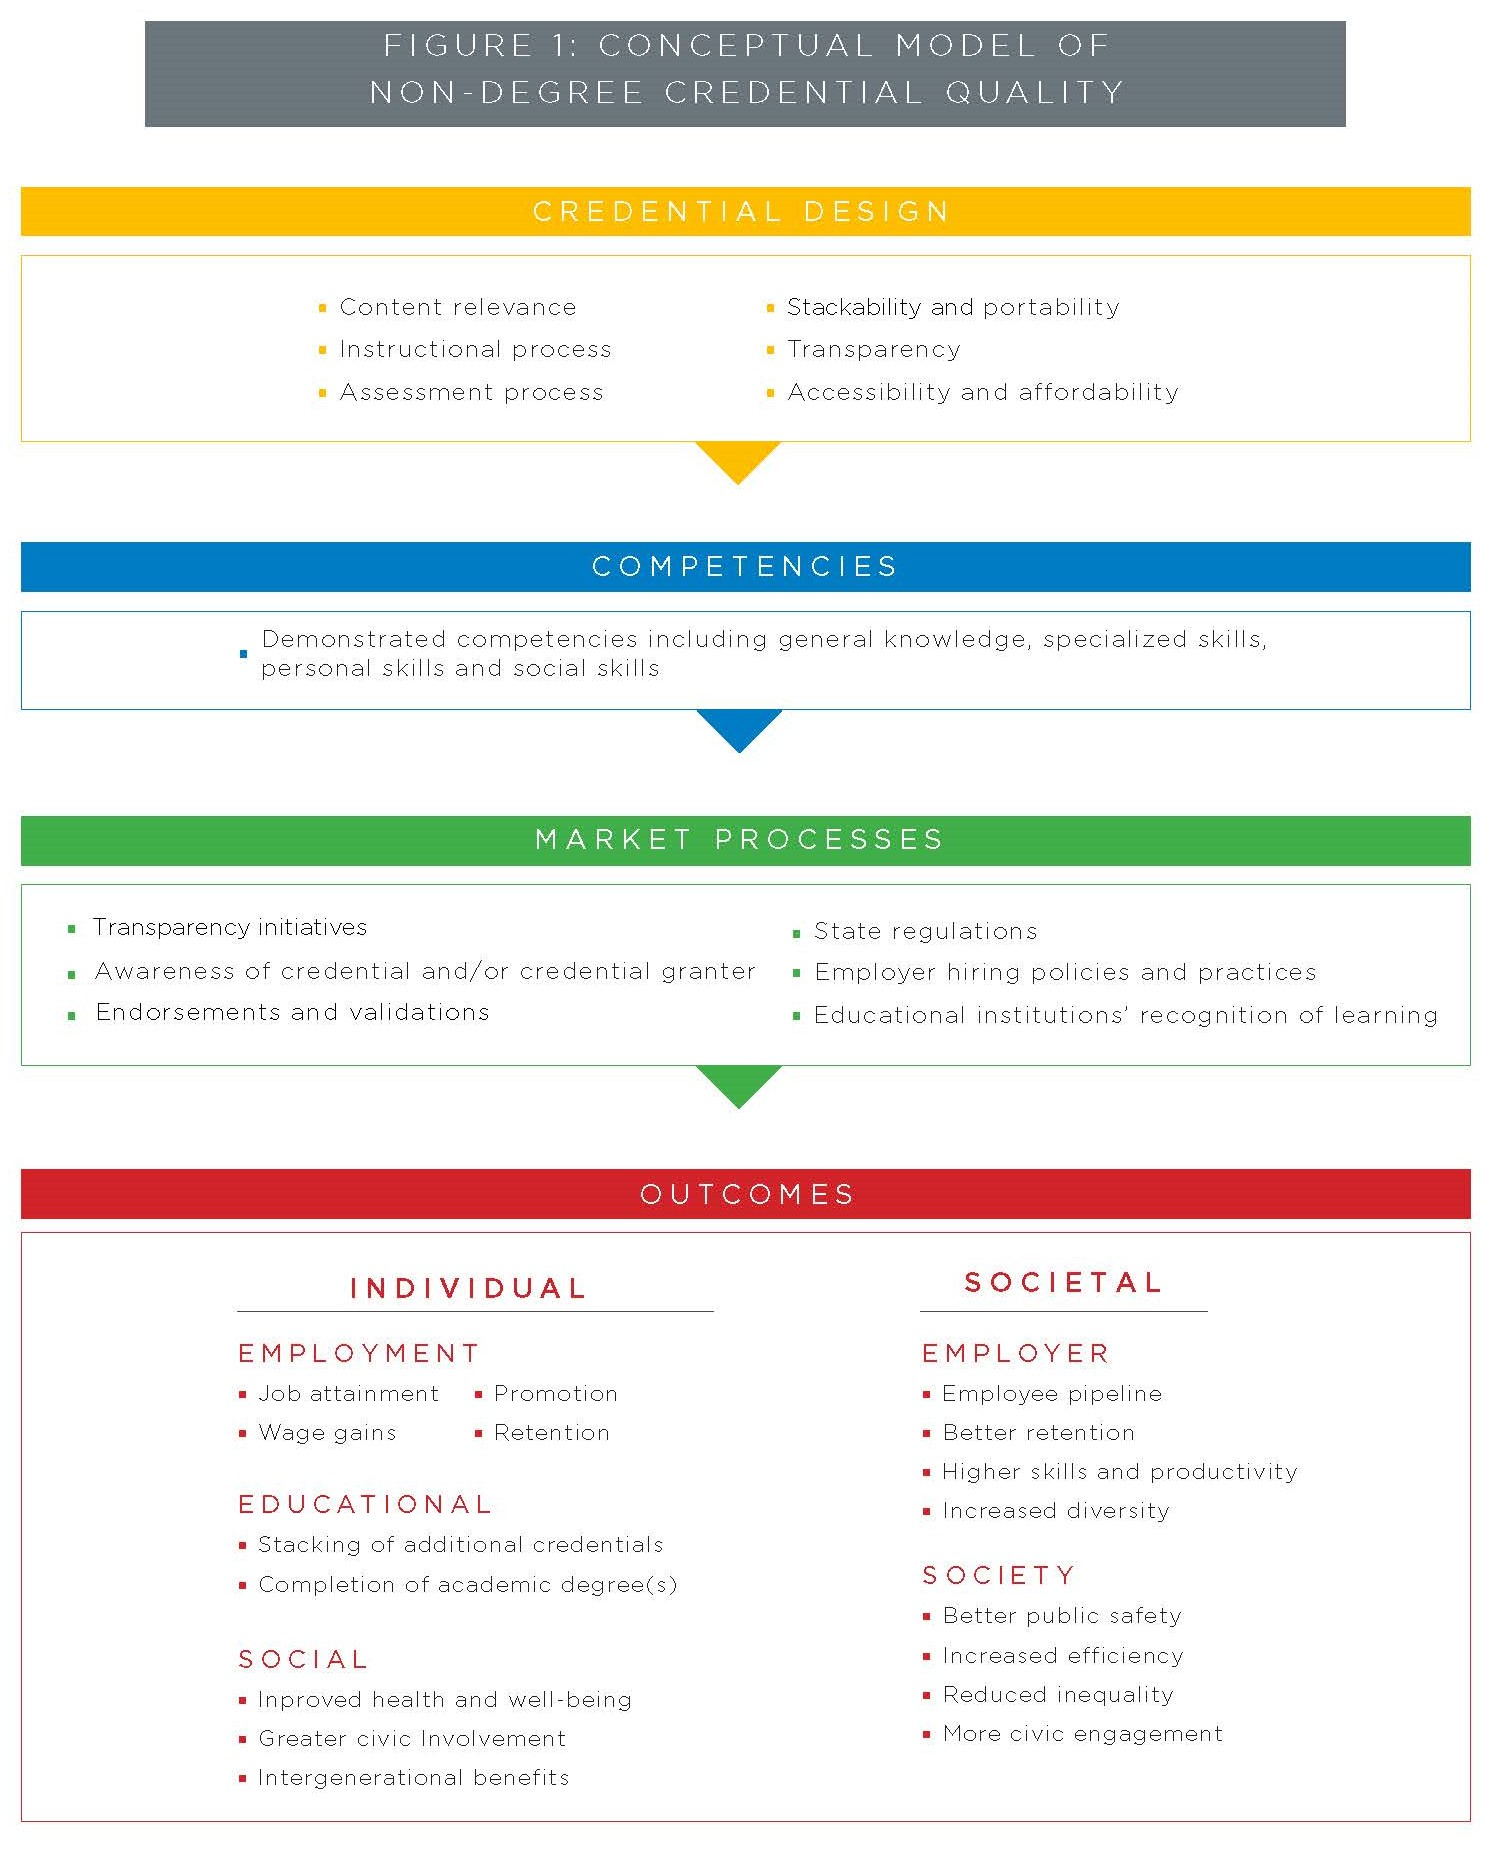 FIGURE 1: CONCEPTUAL MODEL OF
NON-DEGREE CREDENTIAL QUALITY
CREDENTIAL DESIGN
Content relevance
Instructional process
Assessment process
Stackability and portability
Transparency
Accessibility and affordability
COMPETENCIES
Demonstrated competencies including general knowledge, specialized skills,
personal skills and social skills
MARKET PROCESSES
Transparency initiatives
Awareness of credential and/or credential granter
Endorsements and validations
State regulations
Employer hiring policies and practices
Educational institutions’ recognition of learning
OUTCOMES
INDIVIDUAL
EMPLOYMENT
Job attainment
Wage gains
Promotion
Retention
EDUCATIONAL
Stacking of additional credentials
Completion of academic degree(s)
SOCIAL
Inproved health and well-being
Greater civic Involvement
Intergenerational benefits
SOCIETAL
EMPLOYER
Employee pipeline
Better retention
Higher skills and productivity
Increased diversity
SOCIETY
Better public safety
Increased efficiency
Reduced inequality
More civic engagement